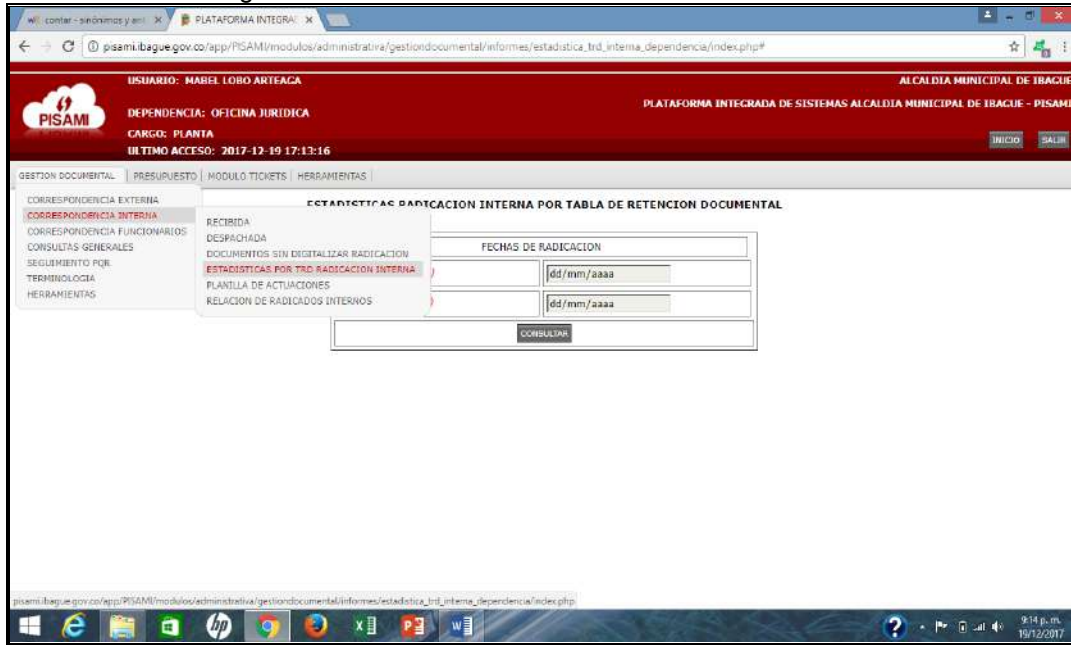 wil contar - sinónimos y ant
PLATAFORMA INTEGRAL
pisami.ibague.gov.co/app/PISAMI/modulos/administrativa/gestiondocumental/informes/estadistica_trd_interna_dependencia/index.php#
USUARIO: MABEL LOBO ARTEAGA
ALCALDIA MUNICIPAL DE IBAGUE
PISAMI
DEPENDENCIA: OFICINA JURIDICA
PLATAFORMA INTEGRADA DE SISTEMAS ALCALDIA MUNICIPAL DE IBAGUE - PISAMI
CARGO: PLANTA
INICIO SALIR
ULTIMO ACCESO: 2017-12-19 17:13:16
GESTION DOCUMENTAL PRESUPUESTO MODULO TICKETS HERRAMIENTAS
CORRESPONDENCIA EXTERNA
CORRESPONDENCIA INTERNA
CORRESPONDENCIA FUNCIONARIOS
CONSULTAS GENERALES
SEGUIMIENTO PQR
TERMINOLOGIA
HERRAMIENTAS
RECIBIDA
DESPACHADA
DOCUMENTOS SIN DIGITALIZAR RADICACION
ESTADISTICAS POR TRD RADICACION INTERNA
PLANILLA DE ACTUACIONES
RELACION DE RADICADOS INTERNOS
ESTADISTICAS RADICACION INTERNA POR TABLA DE RETENCION DOCUMENTAL
FECHAS DE RADICACION
) dd/mm/aaaa
) dd/mm/aaaa
CONSULTAR
pisami.ibague.gov.co/app/PISAMI/modulos/administrativa/gestiondocumental/informes/estadistica_trd_interna_dependencia/index.php
9:14 p. m.
19/12/2017